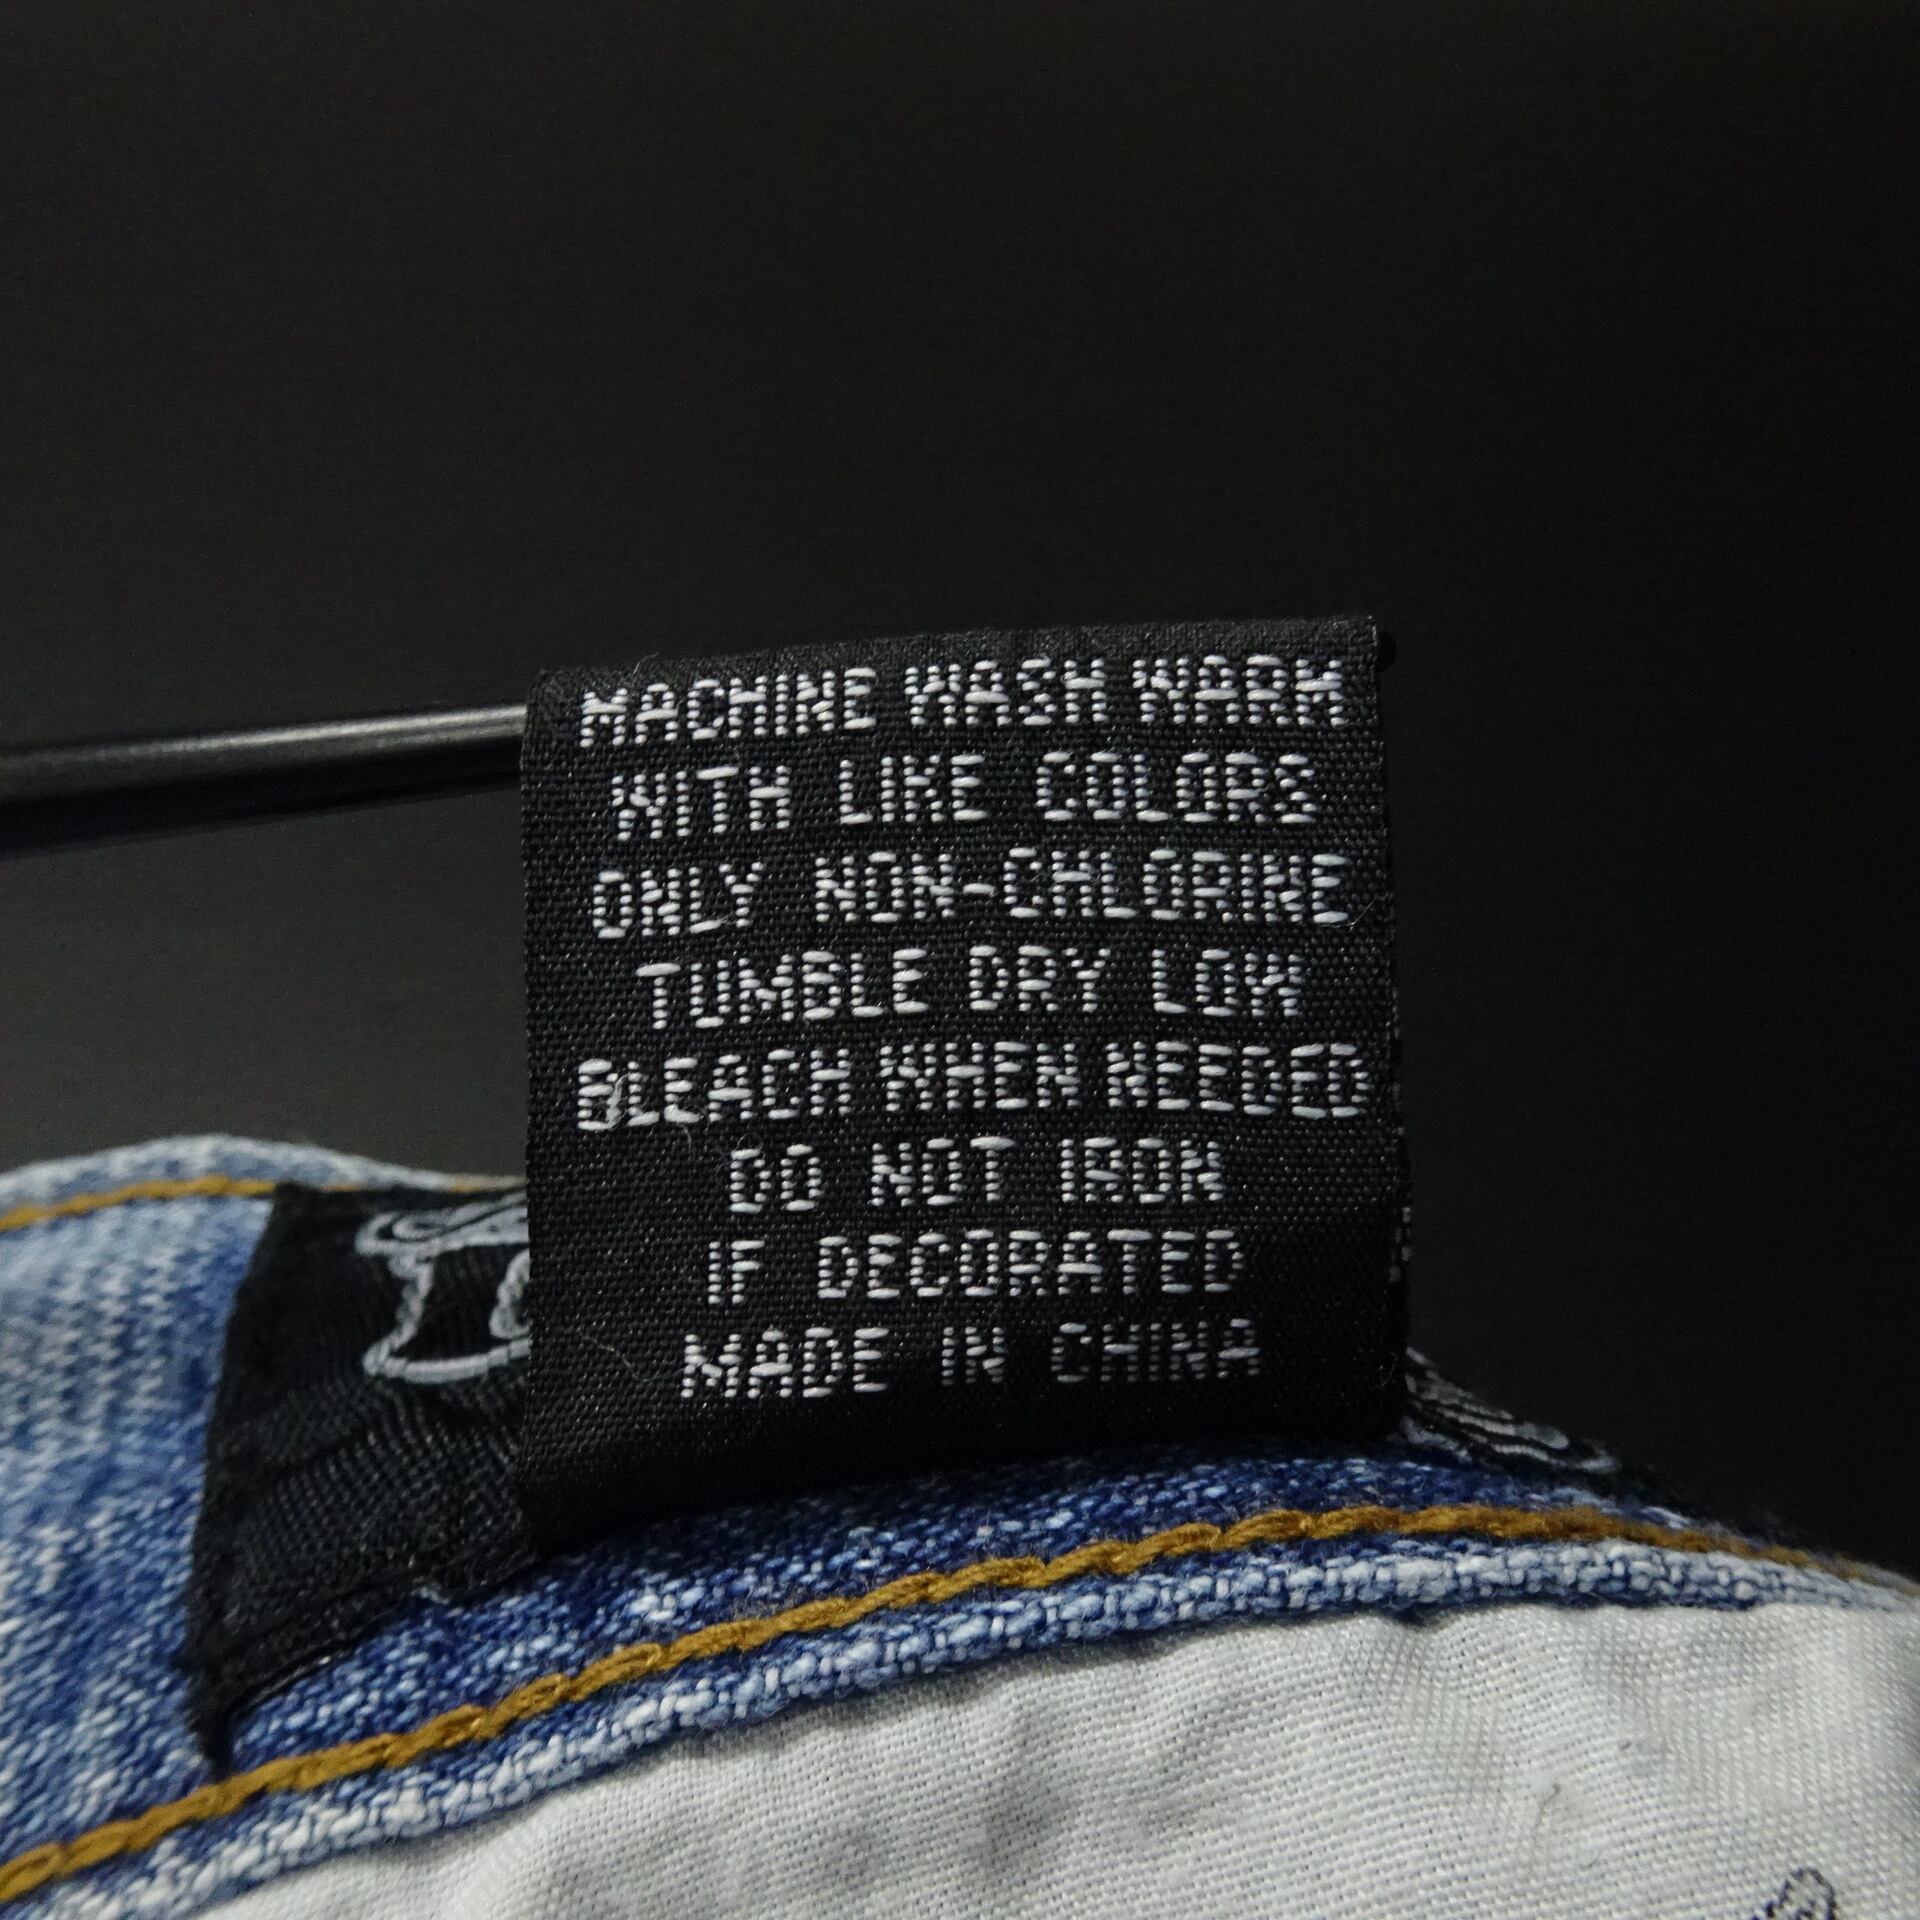 MACHINE WASH WARM
WITH LIKE COLORS
ONLY NON-CHLORINE
TUMBLE DRY LOW
BLEACH WHEN NEEDED
DO NOT IRON
IF DECORATED
MADE IN CHINA